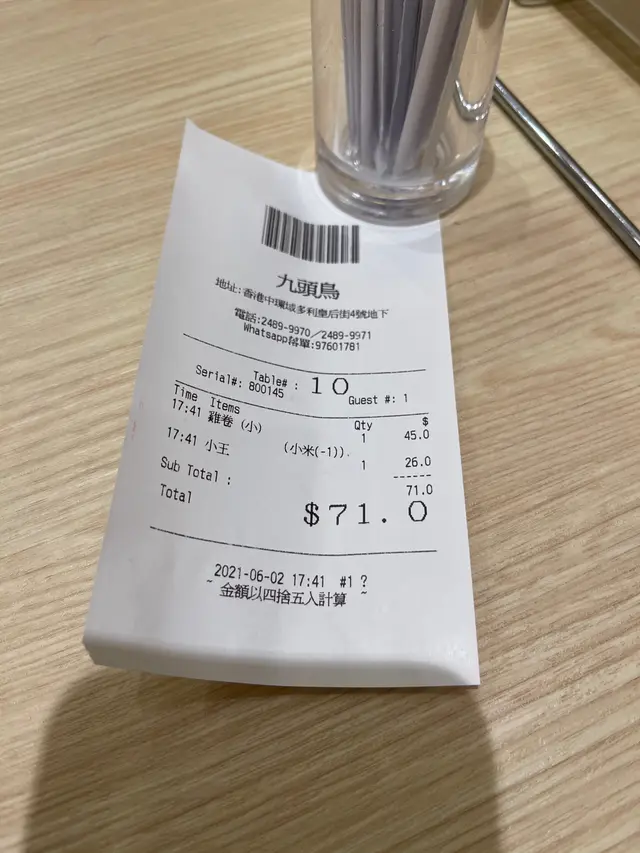 九頭鳥
地址:香港中環域多利皇后街4號地下
電話:2489-9970／2489-9971
Whatsapp落單:97601781
Table# : 10
Serial#: 800145 Guest #: 1
Time Items Qty $
17:41 雞卷 (小) 1 45.0
(小米(-1)).
17:41 小王 1 26.0
------
Sub Total : 71.0
Total $71.0
2021-06-02 17:41 #1 ?
~ 金額以四捨五入計算 ~